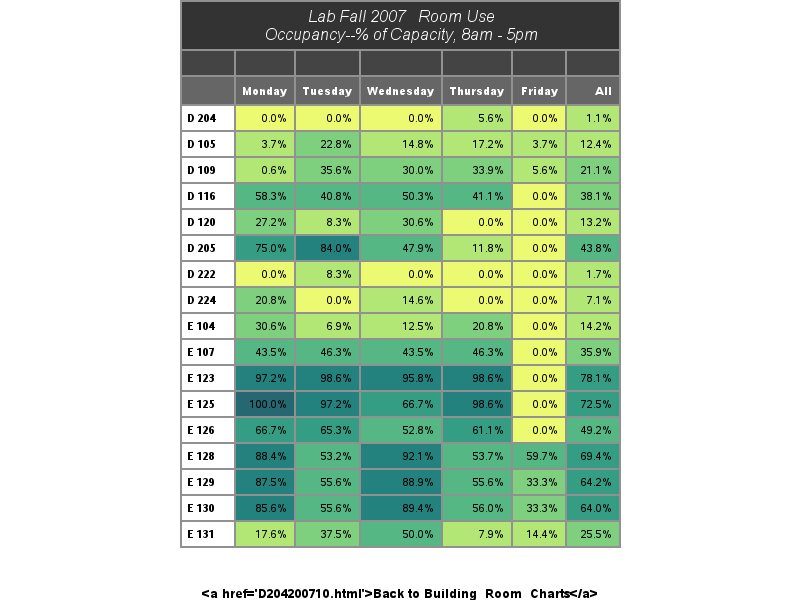 Lab Fall 2007 Room Use
Occupancy--% of Capacity, 8am - 5pm
Monday Tuesday Wednesday Thursday Friday All
D 204 0.0% 0.0% 0.0% 5.6% 0.0% 1.1%
D 105 3.7% 22.8% 14.8% 17.2% 3.7% 12.4%
D 109 0.6% 35.6% 30.0% 33.9% 5.6% 21.1%
D 116 58.3% 40.8% 50.3% 41.1% 0.0% 38.1%
D 120 27.2% 8.3% 30.6% 0.0% 0.0% 13.2%
D 205 75.0% 84.0% 47.9% 11.8% 0.0% 43.8%
D 222 0.0% 8.3% 0.0% 0.0% 0.0% 1.7%
D 224 20.8% 0.0% 14.6% 0.0% 0.0% 7.1%
E 104 30.6% 6.9% 12.5% 20.8% 0.0% 14.2%
E 107 43.5% 46.3% 43.5% 46.3% 0.0% 35.9%
E 123 97.2% 98.6% 95.8% 98.6% 0.0% 78.1%
E 125 100.0% 97.2% 66.7% 98.6% 0.0% 72.5%
E 126 66.7% 65.3% 52.8% 61.1% 0.0% 49.2%
E 128 88.4% 53.2% 92.1% 53.7% 59.7% 69.4%
E 129 87.5% 55.6% 88.9% 55.6% 33.3% 64.2%
E 130 85.6% 55.6% 89.4% 56.0% 33.3% 64.0%
E 131 17.6% 37.5% 50.0% 7.9% 14.4% 25.5%
<a href='D204200710.html'>Back to Building_Room_Charts</a>